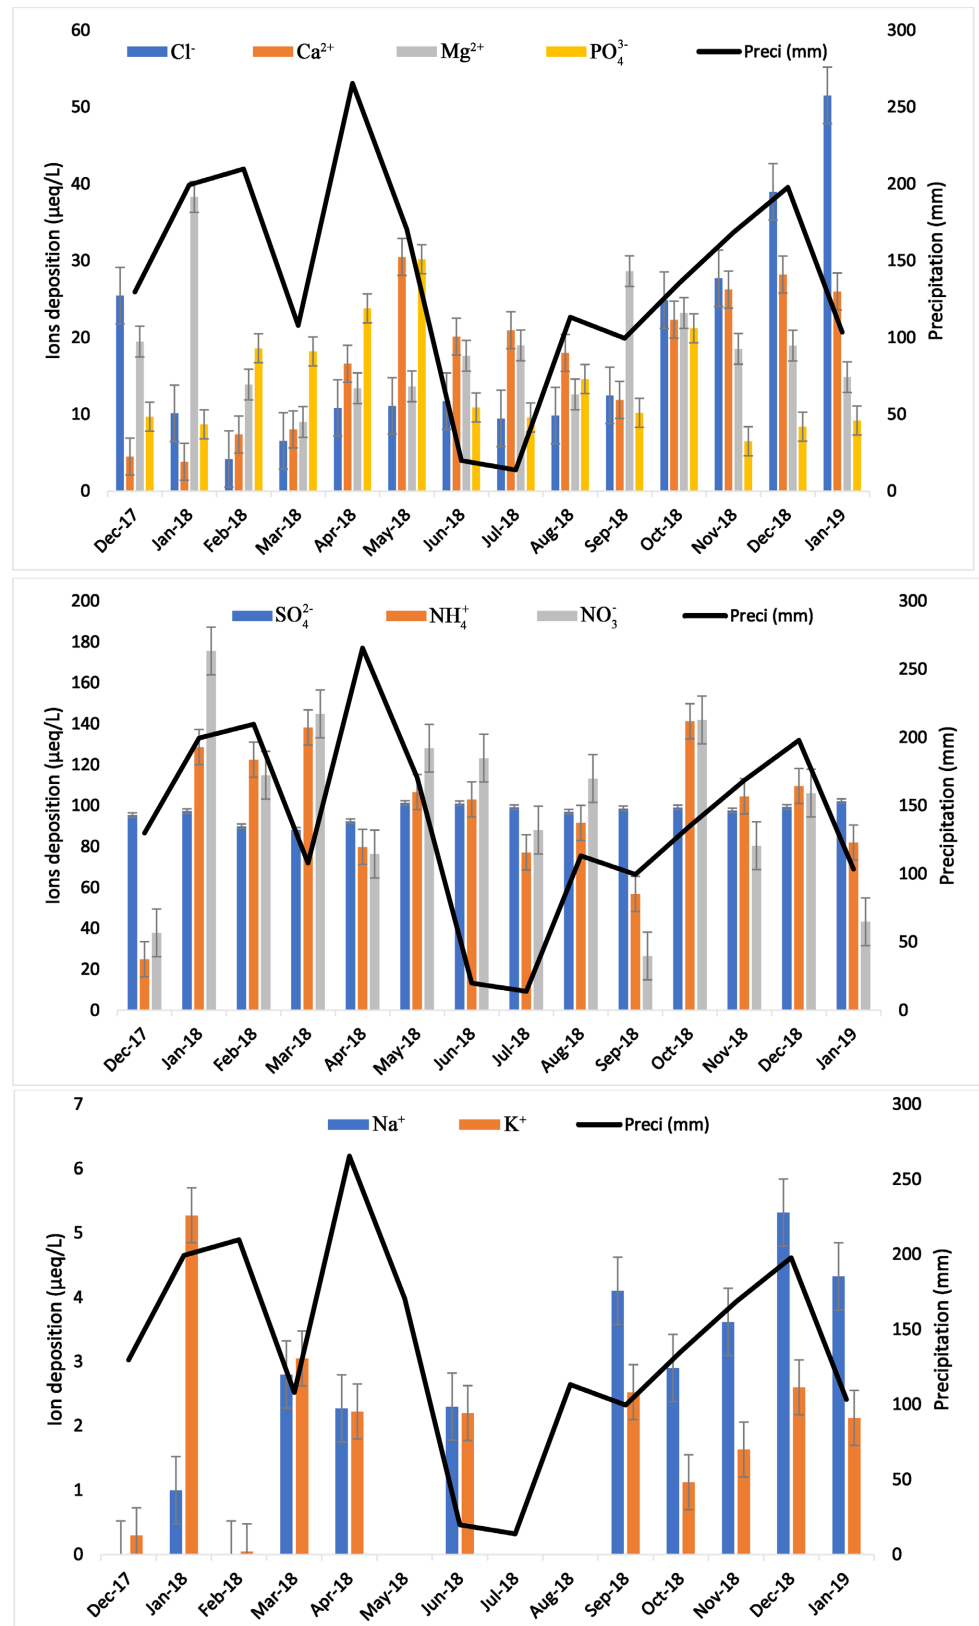 60 300
Cl⁻ Ca²⁺ Mg²⁺ PO₄³⁻ Preci (mm)
50 250
40 200
30 150
20 100
10 50
0 0
Ions deposition (µeq/L)
Precipitation (mm)
Dec-17 Jan-18 Feb-18 Mar-18 Apr-18 May-18 Jun-18 Jul-18 Aug-18 Sep-18 Oct-18 Nov-18 Dec-18 Jan-19
200 300
SO₄²⁻ NH₄⁺ NO₃⁻ Preci (mm)
180
250
160
140
200
120
100 150
80
100
60
40
50
20
0 0
Ions deposition (µeq/L)
Precipitation (mm)
Dec-17 Jan-18 Feb-18 Mar-18 Apr-18 May-18 Jun-18 Jul-18 Aug-18 Sep-18 Oct-18 Nov-18 Dec-18 Jan-19
7 300
Na⁺ K⁺ Preci (mm)
6
250
5
200
4
150
3
100
2
1
50
0 0
Ion deposition (µeq/L)
Precipitation (mm)
Dec-17 Jan-18 Feb-18 Mar-18 Apr-18 May-18 Jun-18 Jul-18 Aug-18 Sep-18 Oct-18 Nov-18 Dec-18 Jan-19